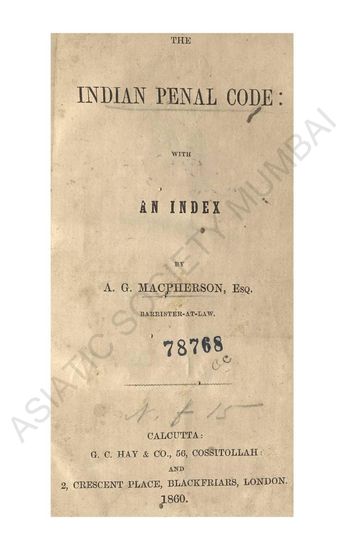 THE
INDIAN PENAL CODE:
WITH
AN INDEX
BY
A. G. MACPHERSON, Esq.
BARRISTER-AT-LAW.
78768
CALCUTTA:
G. C. HAY & CO., 56, COSSITOLLAH
AND
2, CRESCENT PLACE, BLACKFRIARS, LONDON.
1860.
ASIATIC SOCIETY MUMBAI